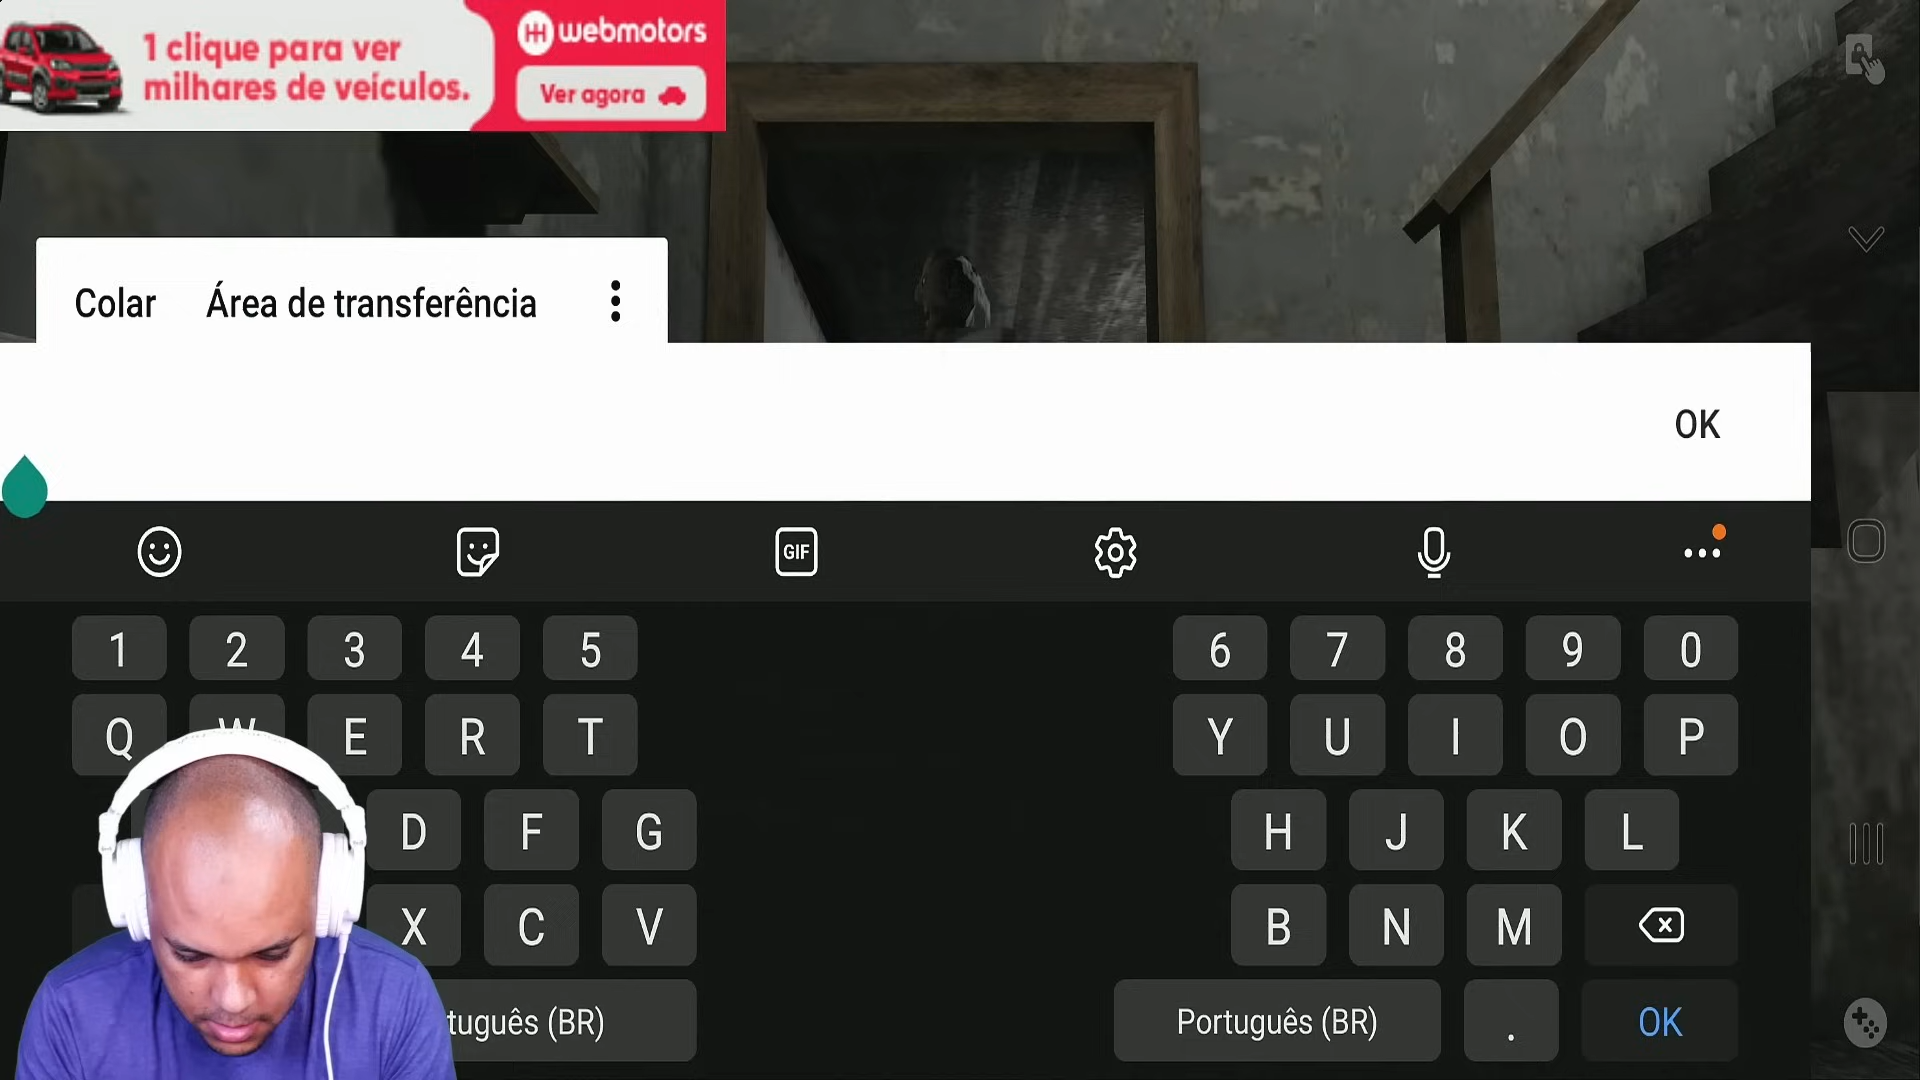 1 clique para ver
milhares de veículos.
webmotors
Ver agora
Colar Área de transferência
OK
GIF
1 2 3 4 5 6 7 8 9 0
Q W E R T Y U I O P
D F G H J K L
X C V B N M
tuguês (BR) Português (BR) . OK